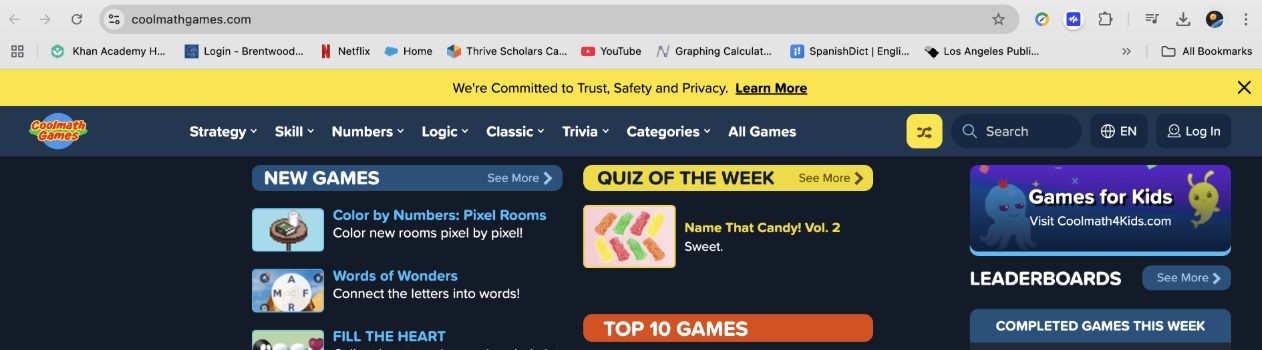 coolmathgames.com
Khan Academy H...
Login - Brentwood...
Netflix
Home
Thrive Scholars Ca...
YouTube
Graphing Calculat...
SpanishDict | Engli...
Los Angeles Publi...
All Bookmarks
We're Committed to Trust, Safety and Privacy. Learn More
Coolmath Games
Strategy
Skill
Numbers
Logic
Classic
Trivia
Categories
All Games
Search
EN
Log In
NEW GAMES
See More
Color by Numbers: Pixel Rooms
Color new rooms pixel by pixel!
A
M F
R
Words of Wonders
Connect the letters into words!
FILL THE HEART
QUIZ OF THE WEEK
See More
Name That Candy! Vol. 2
Sweet.
TOP 10 GAMES
Games for Kids
Visit Coolmath4Kids.com
LEADERBOARDS
See More
COMPLETED GAMES THIS WEEK